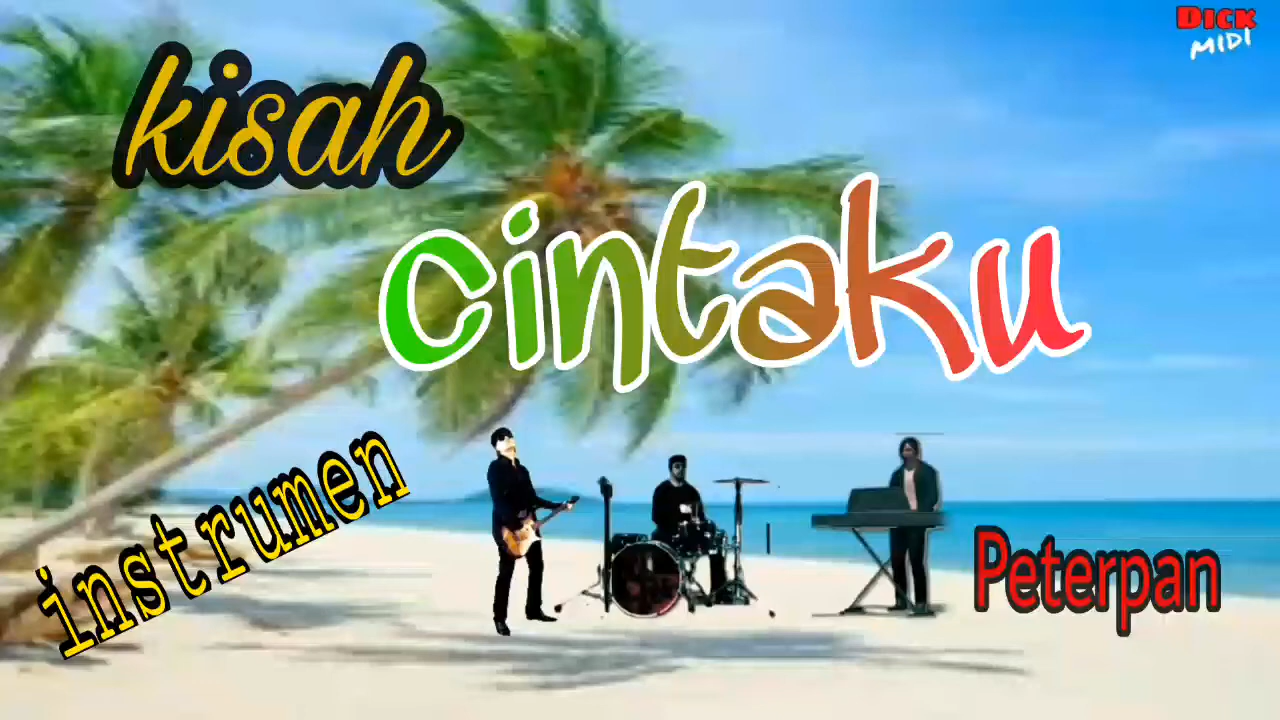 Dick
MIDI
kisah
cintaku
instrumen
Peterpan